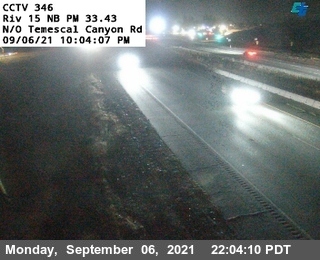 CCTV 346
Riv 15 NB PM 33.43
N/O Temescal Canyon Rd
09/06/21 10:04:07 PM
Monday, September 06, 2021 22:04:10 PDT